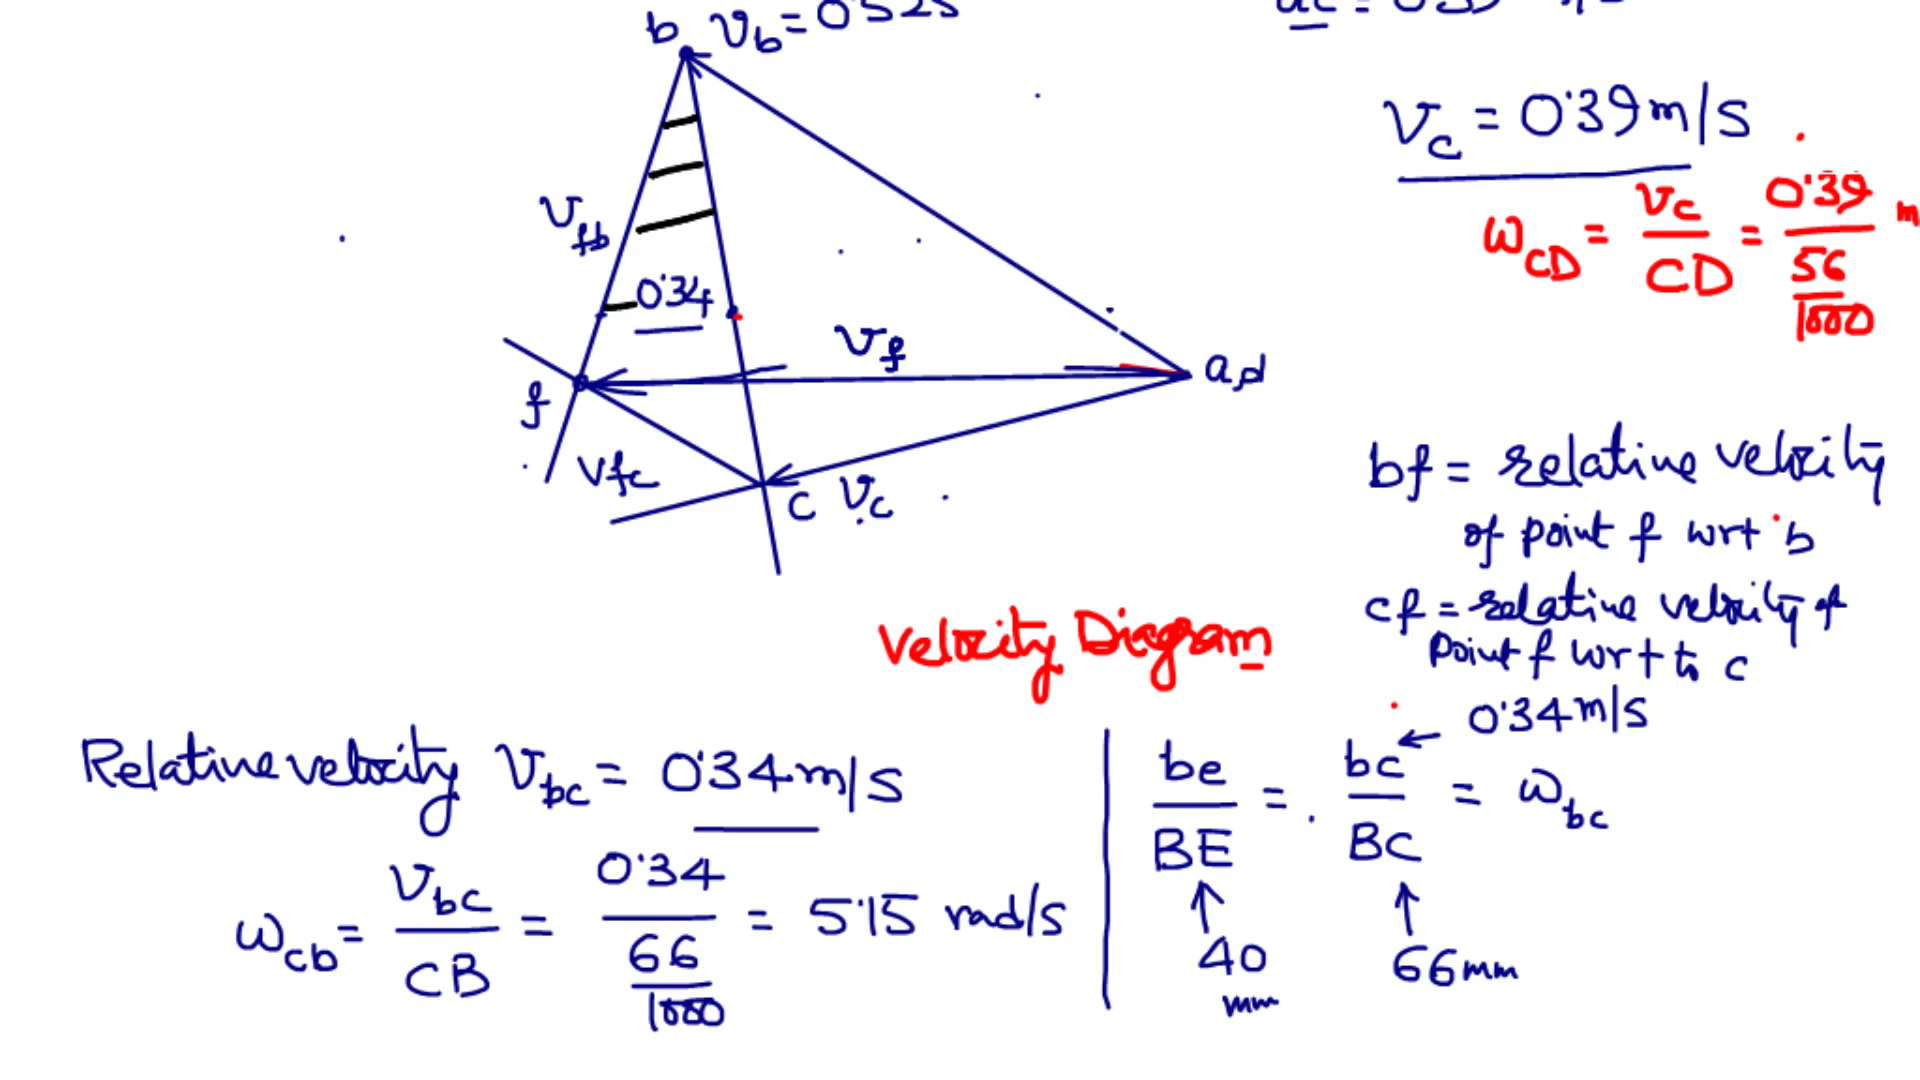 b V_b = 0.525
V_c = 0.39 m/s
ω_CD = V_c / CD = 0.39 / (56/1000) m
V_fb
0.34
V_f
a,d
f
V_fc
c V_c
bf = relative velocity
of point f wrt b
cf = relative velocity of
Point f wrt to c
Velocity Diagram
Relative velocity V_bc = 0.34 m/s
ω_cb = V_bc / CB = 0.34 / (66/1000) = 5.15 rad/s
0.34 m/s
be / BE = bc / BC = ω_bc
40 mm
66 mm